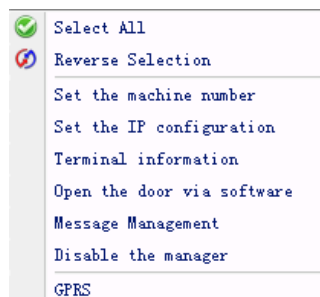 Select All
Reverse Selection
Set the machine number
Set the IP configuration
Terminal information
Open the door via software
Message Management
Disable the manager
GPRS